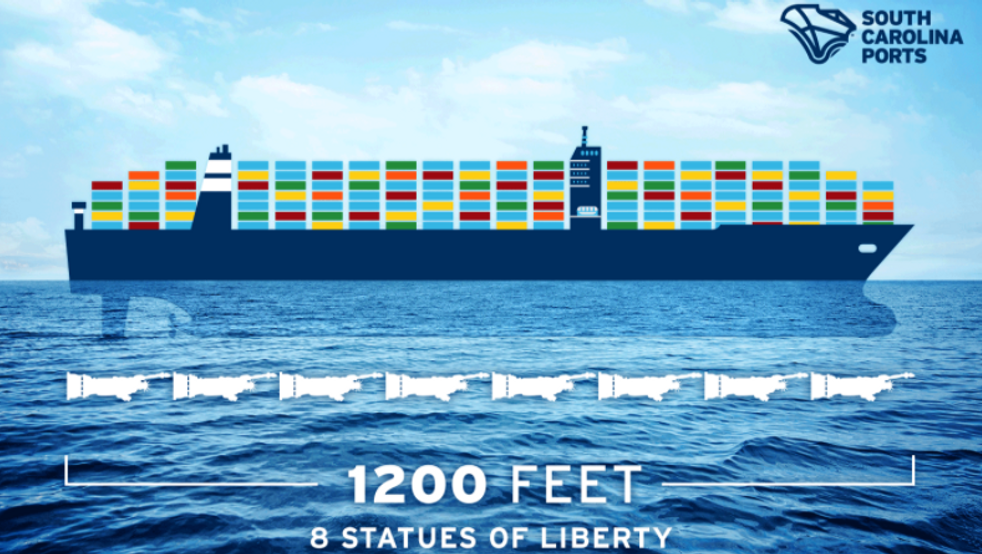 SOUTH
CAROLINA
PORTS
1200 FEET
8 STATUES OF LIBERTY